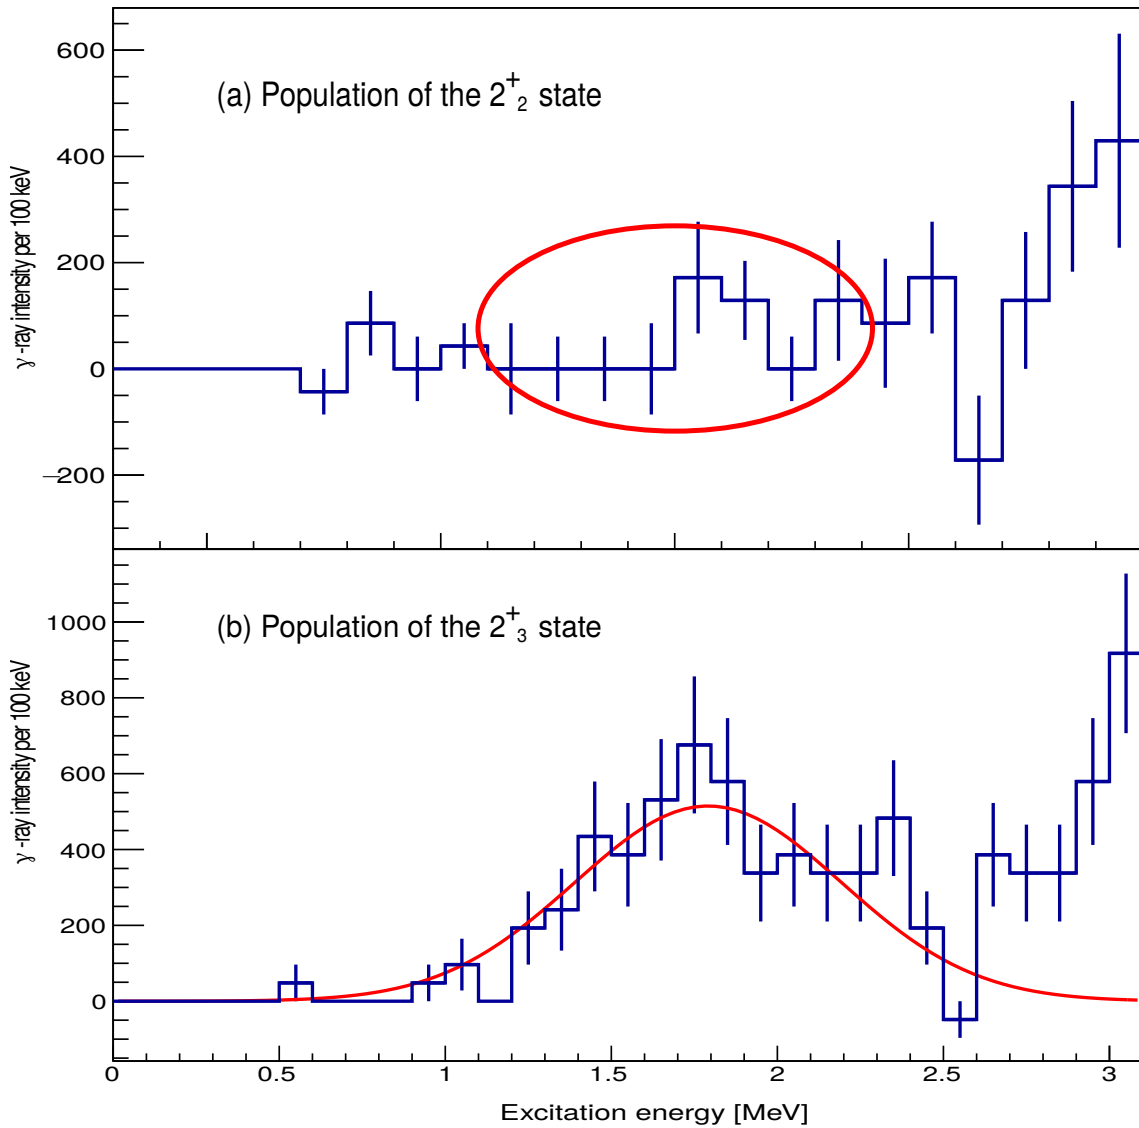 600
(a) Population of the 2⁺₂ state
400
γ-ray intensity per 100 keV
200
0
−200
1000
(b) Population of the 2⁺₃ state
800
γ-ray intensity per 100 keV
600
400
200
0
0 0.5 1 1.5 2 2.5 3
Excitation energy [MeV]